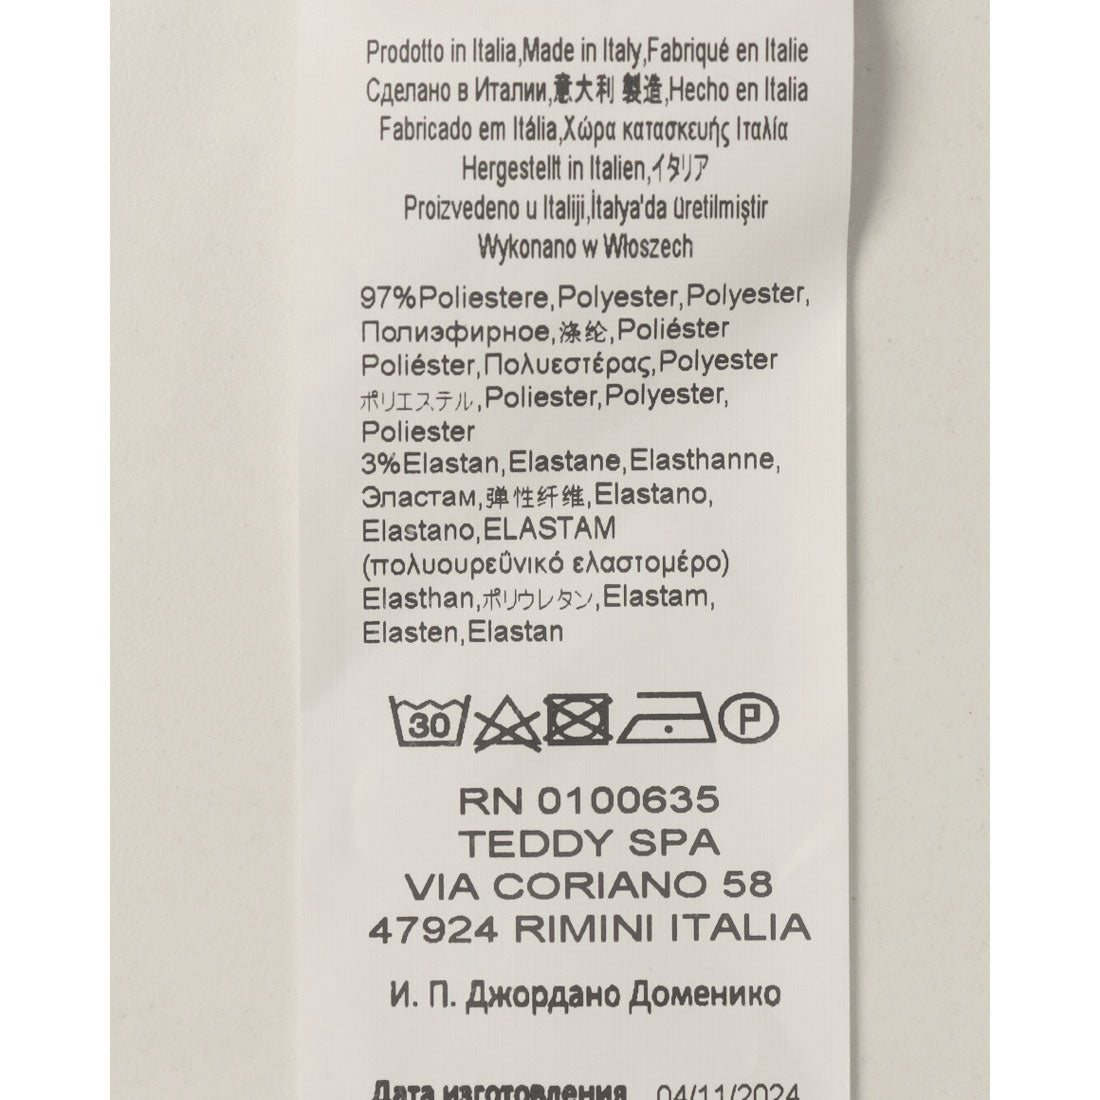 Prodotto in Italia,Made in Italy,Fabriqué en Italie
Сделано в Италии,意大利 製造,Hecho en Italia
Fabricado em Itália,Χώρα κατασκευής Ιταλία
Hergestellt in Italien,イタリア
Proizvedeno u Italiji,İtalya'da üretilmiştir
Wykonano w Włoszech
97%Poliestere,Polyester,Polyester,
Полиэфирное,涤纶,Poliéster
Poliéster,Πολυεστέρας,Polyester
ポリエステル,Poliester,Polyester,
Poliester
3%Elastan,Elastane,Elasthanne,
Эластам,弹性纤维,Elastano,
Elastano,ELASTAM
(πολυουρεΰνικό ελαστομέρο)
Elasthan,ポリウレタン,Elastam,
Elasten,Elastan
30 P
RN 0100635
TEDDY SPA
VIA CORIANO 58
47924 RIMINI ITALIA
И. П. Джордано Доменико
Дата изготовления 04/11/2024